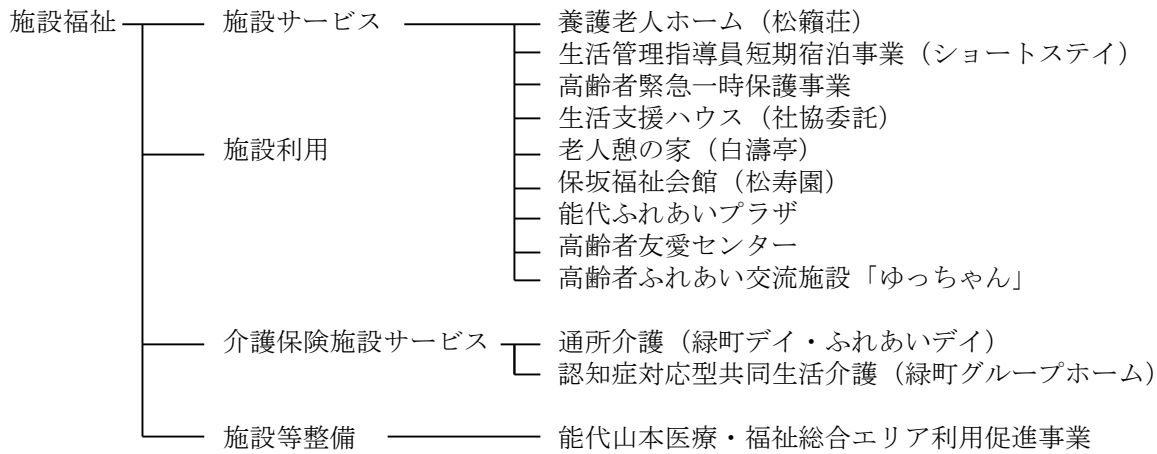 施設福祉 施設サービス 養護老人ホーム（松籟荘）
生活管理指導員短期宿泊事業（ショートステイ）
高齢者緊急一時保護事業
生活支援ハウス（社協委託）
施設利用 老人憩の家（白濤亭）
保坂福祉会館（松寿園）
能代ふれあいプラザ
高齢者友愛センター
高齢者ふれあい交流施設「ゆっちゃん」
介護保険施設サービス 通所介護（緑町デイ・ふれあいデイ）
認知症対応型共同生活介護（緑町グループホーム）
施設等整備 能代山本医療・福祉総合エリア利用促進事業